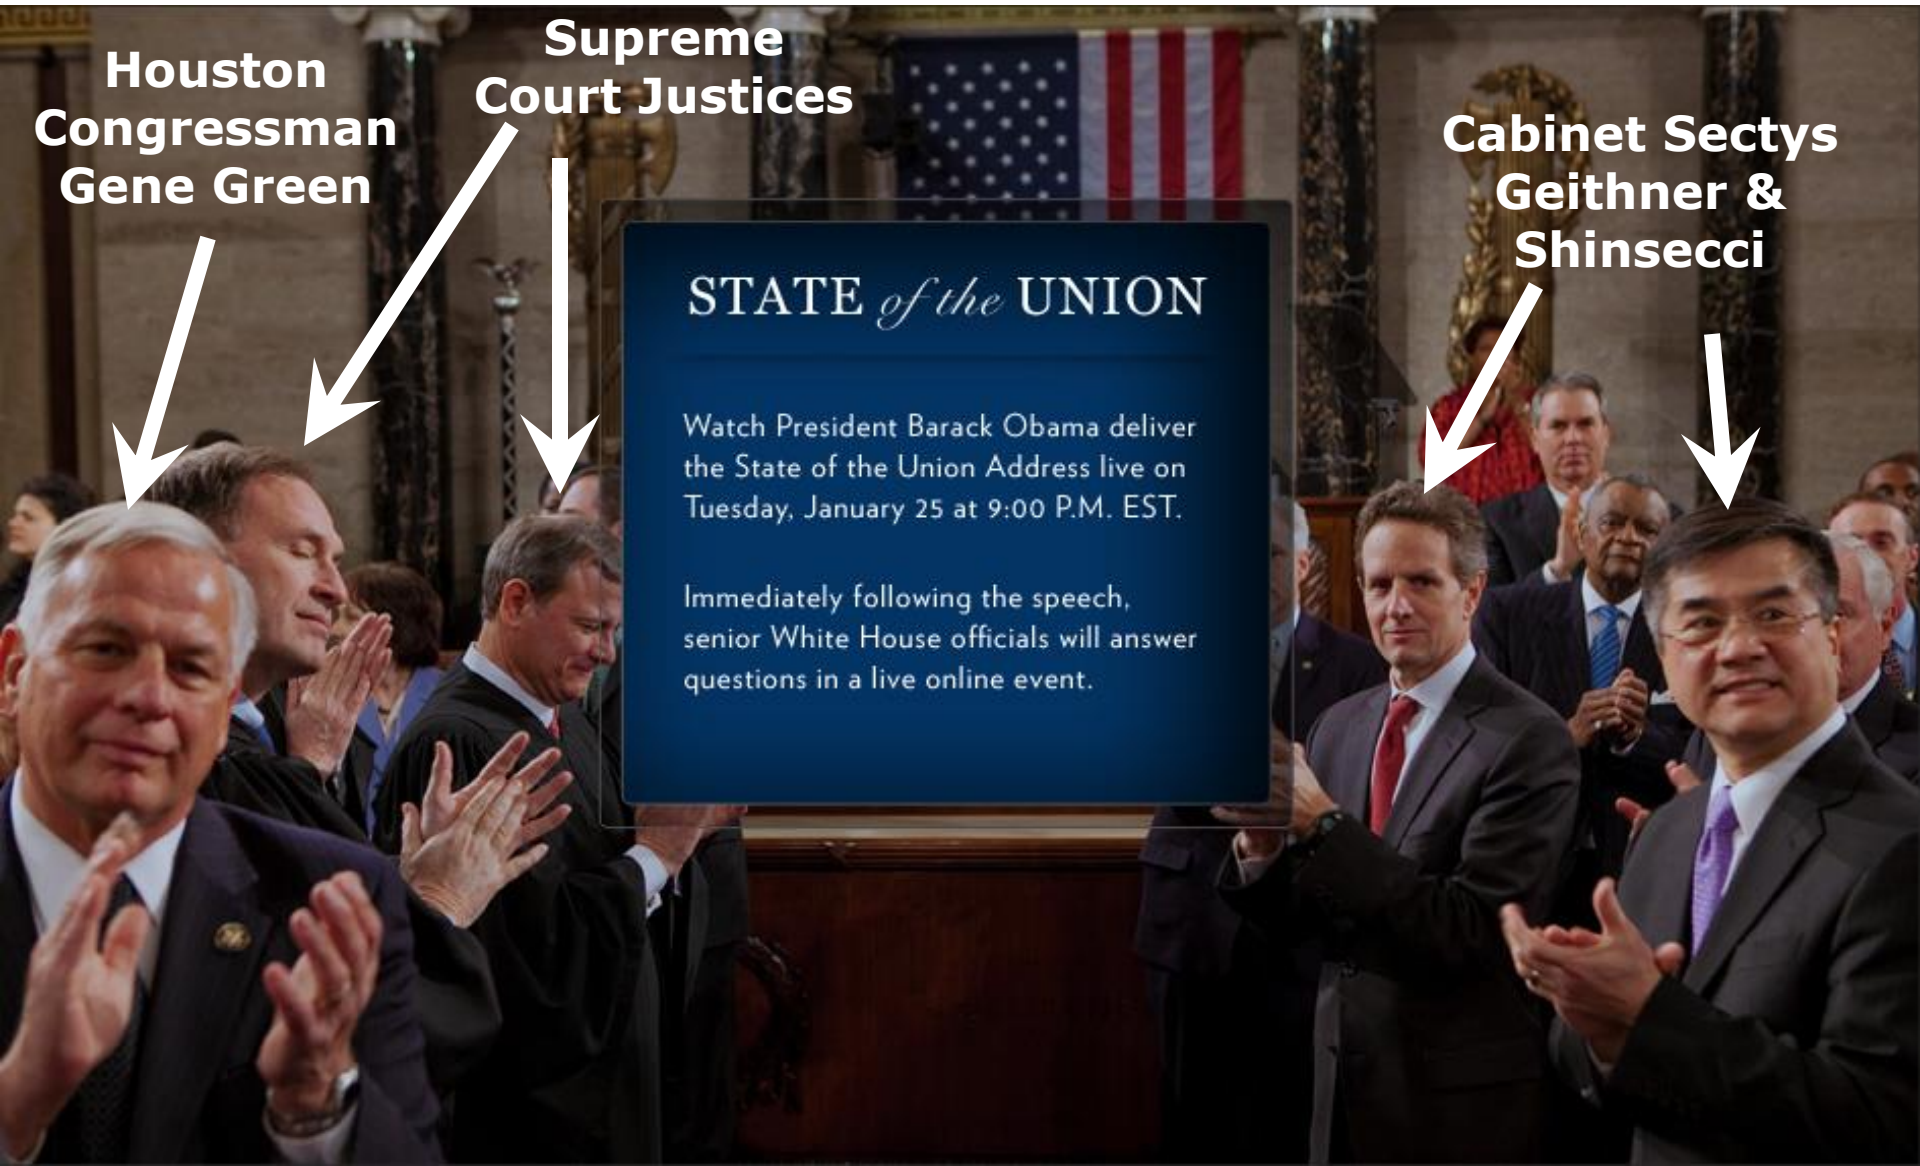 Houston
Congressman
Gene Green
Supreme
Court Justices
Cabinet Sectys
Geithner &
Shinsecci
STATE of the UNION
Watch President Barack Obama deliver
the State of the Union Address live on
Tuesday, January 25 at 9:00 P.M. EST.
Immediately following the speech,
senior White House officials will answer
questions in a live online event.